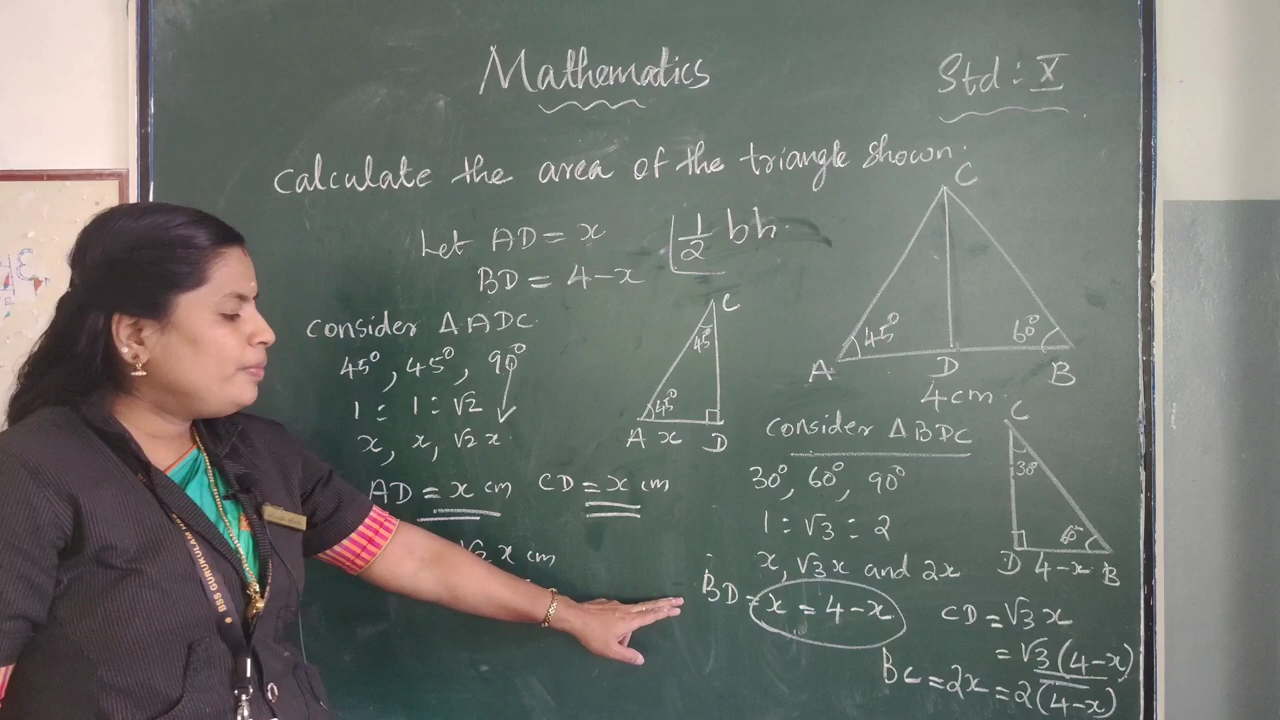 Mathematics
Std : X
Calculate the area of the triangle shown.
Let AD = x
BD = 4-x
1/2 bh.
C
45° 60°
A D B
4 cm.
Consider △ADC.
45°, 45°, 90°
1 : 1 : √2
x, x, √2 x.
AD = x cm CD = x cm
√2 x cm
C
45°
45°
A x D
Consider △BDC
30°, 60°, 90°
1 : √3 : 2
x, √3x and 2x
BD = x = 4-x
C
30°
60°
D 4-x B
CD = √3 x
= √3 (4-x)
BC = 2x = 2(4-x)
BSS GURUKULAM